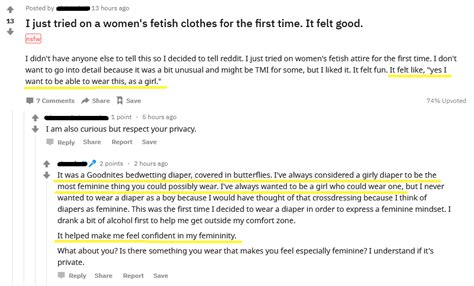 Posted by 13 hours ago
13
I just tried on a women's fetish clothes for the first time. It felt good.
nsfw
I didn't have anyone else to tell this so I decided to tell reddit. I just tried on women's fetish attire for the first time. I don't
want to go into detail because it was a bit unusual and might be TMI for some, but I liked it. It felt fun. It felt like, "yes I
want to be able to wear this, as a girl."
7 Comments Share Save 74% Upvoted
1 point · 5 hours ago
I am also curious but respect your privacy.
Reply Share Report Save
2 points · 2 hours ago
It was a Goodnites bedwetting diaper, covered in butterflies. I've always considered a girly diaper to be the
most feminine thing you could possibly wear. I've always wanted to be a girl who could wear one, but I never
wanted to wear a diaper as a boy because I would have thought of that crossdressing because I think of
diapers as feminine. This was the first time I decided to wear a diaper in order to express a feminine mindset. I
drank a bit of alcohol first to help me get outside my comfort zone.
It helped make me feel confident in my femininity.
What about you? Is there something you wear that makes you feel especially feminine? I understand if it's
private.
Reply Share Report Save